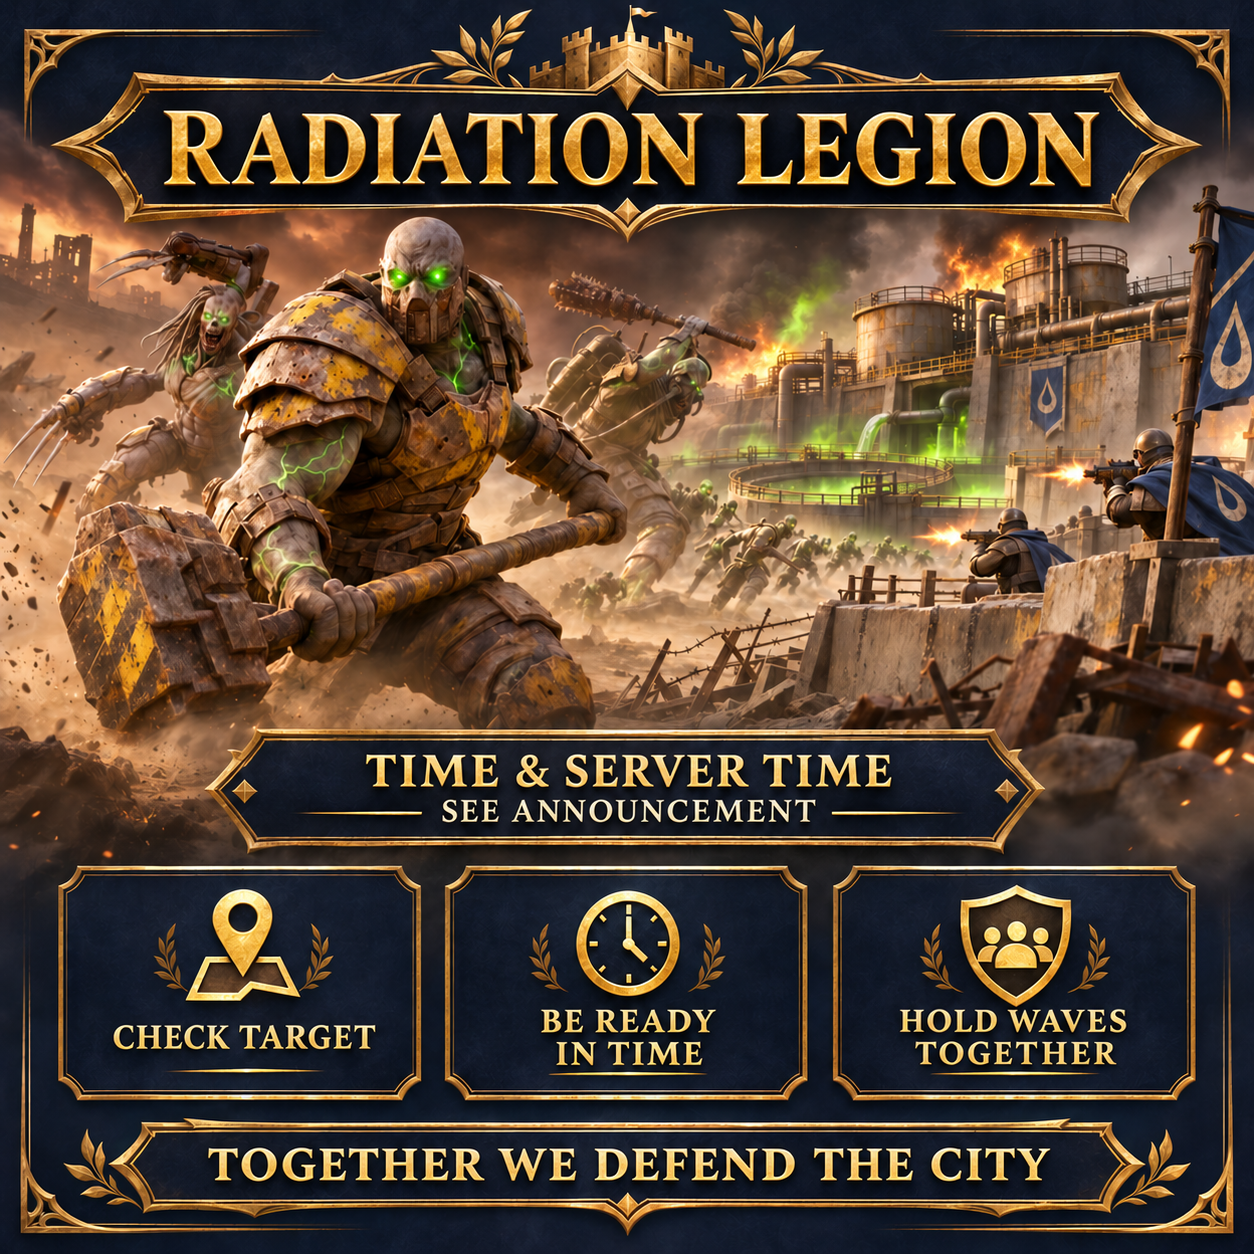 RADIATION LEGION
TIME & SERVER TIME
SEE ANNOUNCEMENT
CHECK TARGET
BE READY
IN TIME
HOLD WAVES
TOGETHER
TOGETHER WE DEFEND THE CITY